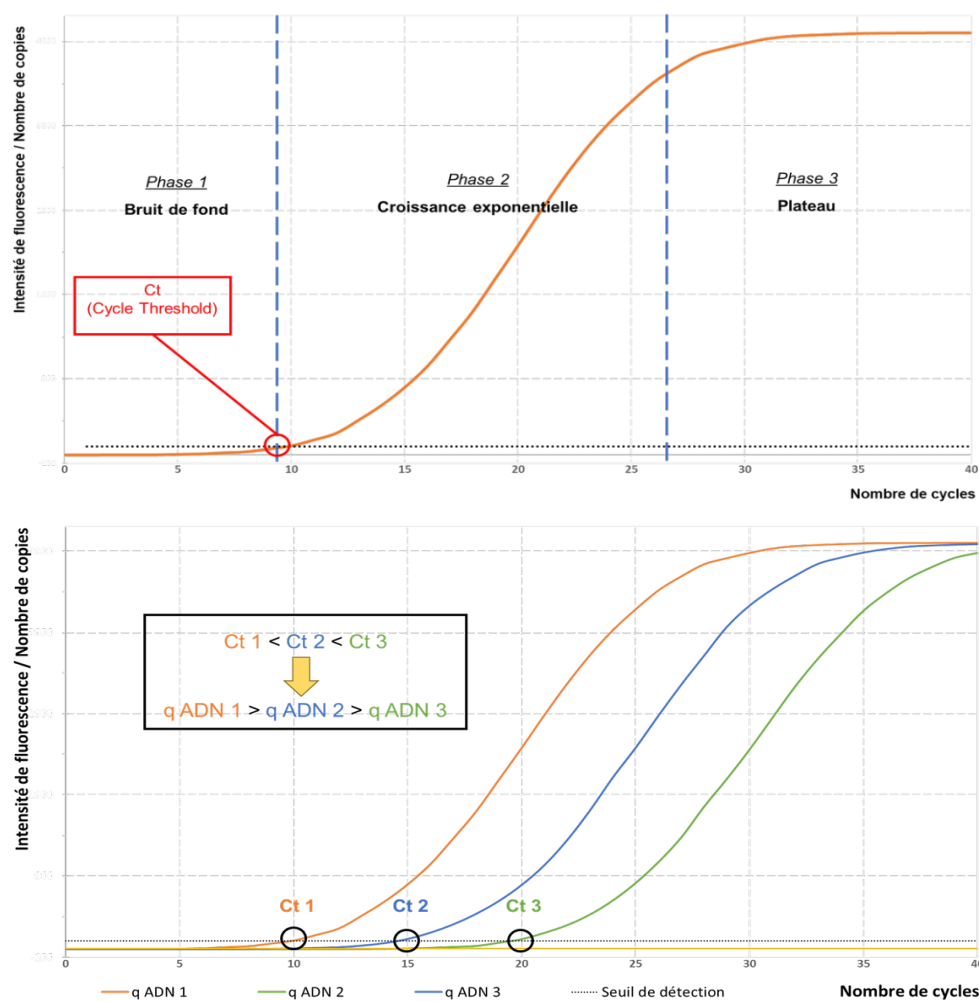 Intensité de fluorescence / Nombre de copies
Phase 1
Bruit de fond
Phase 2
Croissance exponentielle
Phase 3
Plateau
Ct
(Cycle Threshold)
0 5 10 15 20 25 30 35 40
Nombre de cycles
Intensité de fluorescence / Nombre de copies
Ct 1 < Ct 2 < Ct 3
q ADN 1 > q ADN 2 > q ADN 3
Ct 1 Ct 2 Ct 3
0 5 10 15 20 25 30 35 40
q ADN 1 q ADN 2 q ADN 3 Seuil de détection Nombre de cycles